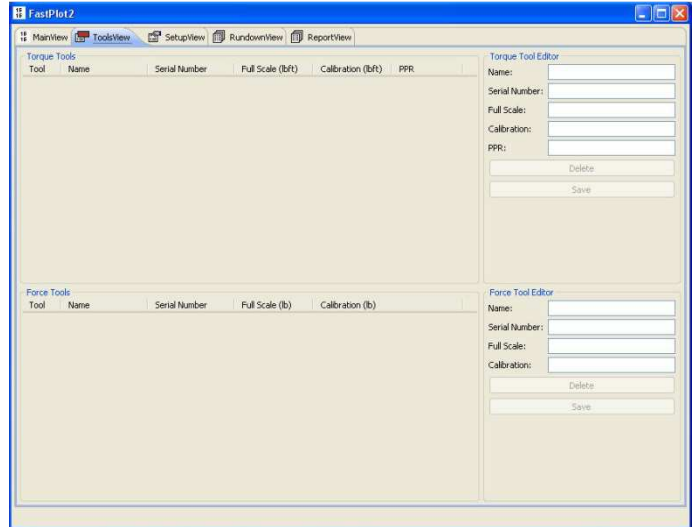 FastPlot2
MainView ToolsView SetupView RundownView ReportView
Torque Tools
Tool Name Serial Number Full Scale (lbft) Calibration (lbft) PPR
Torque Tool Editor
Name:
Serial Number:
Full Scale:
Calibration:
PPR:
Delete
Save
Force Tools
Tool Name Serial Number Full Scale (lb) Calibration (lb)
Force Tool Editor
Name:
Serial Number:
Full Scale:
Calibration:
Delete
Save